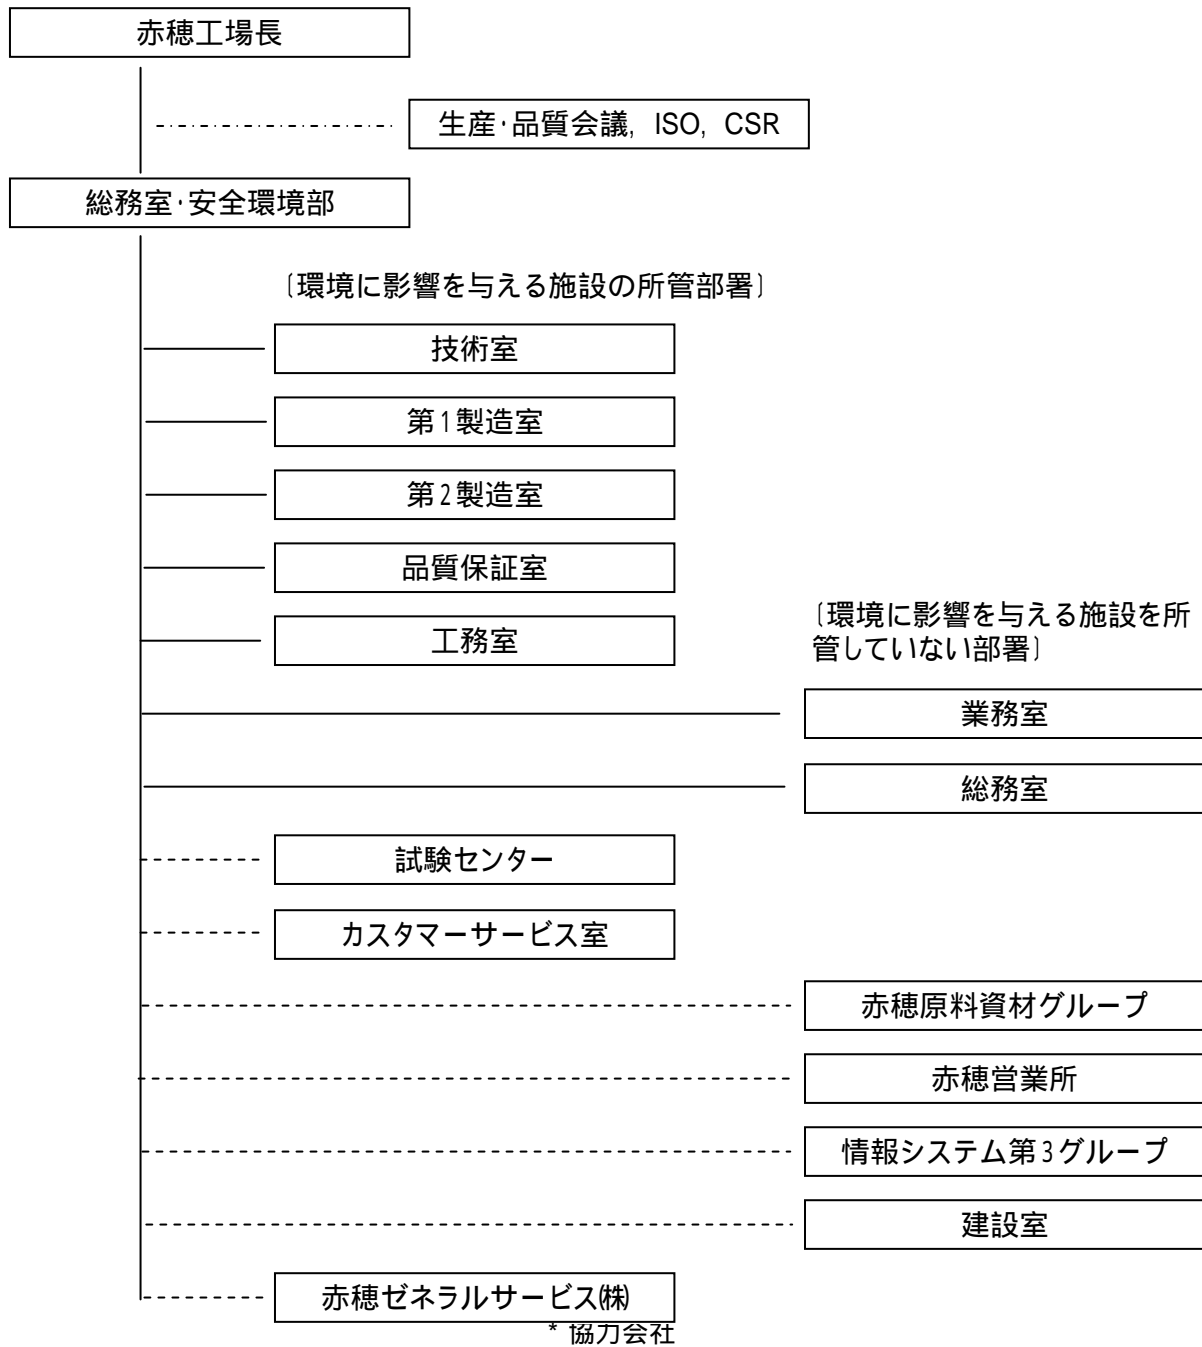 赤穂工場長
生産･品質会議, ISO, CSR
総務室･安全環境部
〔環境に影響を与える施設の所管部署〕
技術室
第1製造室
第2製造室
品質保証室
工務室
〔環境に影響を与える施設を所
管していない部署〕
業務室
総務室
試験センター
カスタマーサービス室
赤穂原料資材グループ
赤穂営業所
情報システム第3グループ
建設室
赤穂ゼネラルサービス㈱
* 協力会社